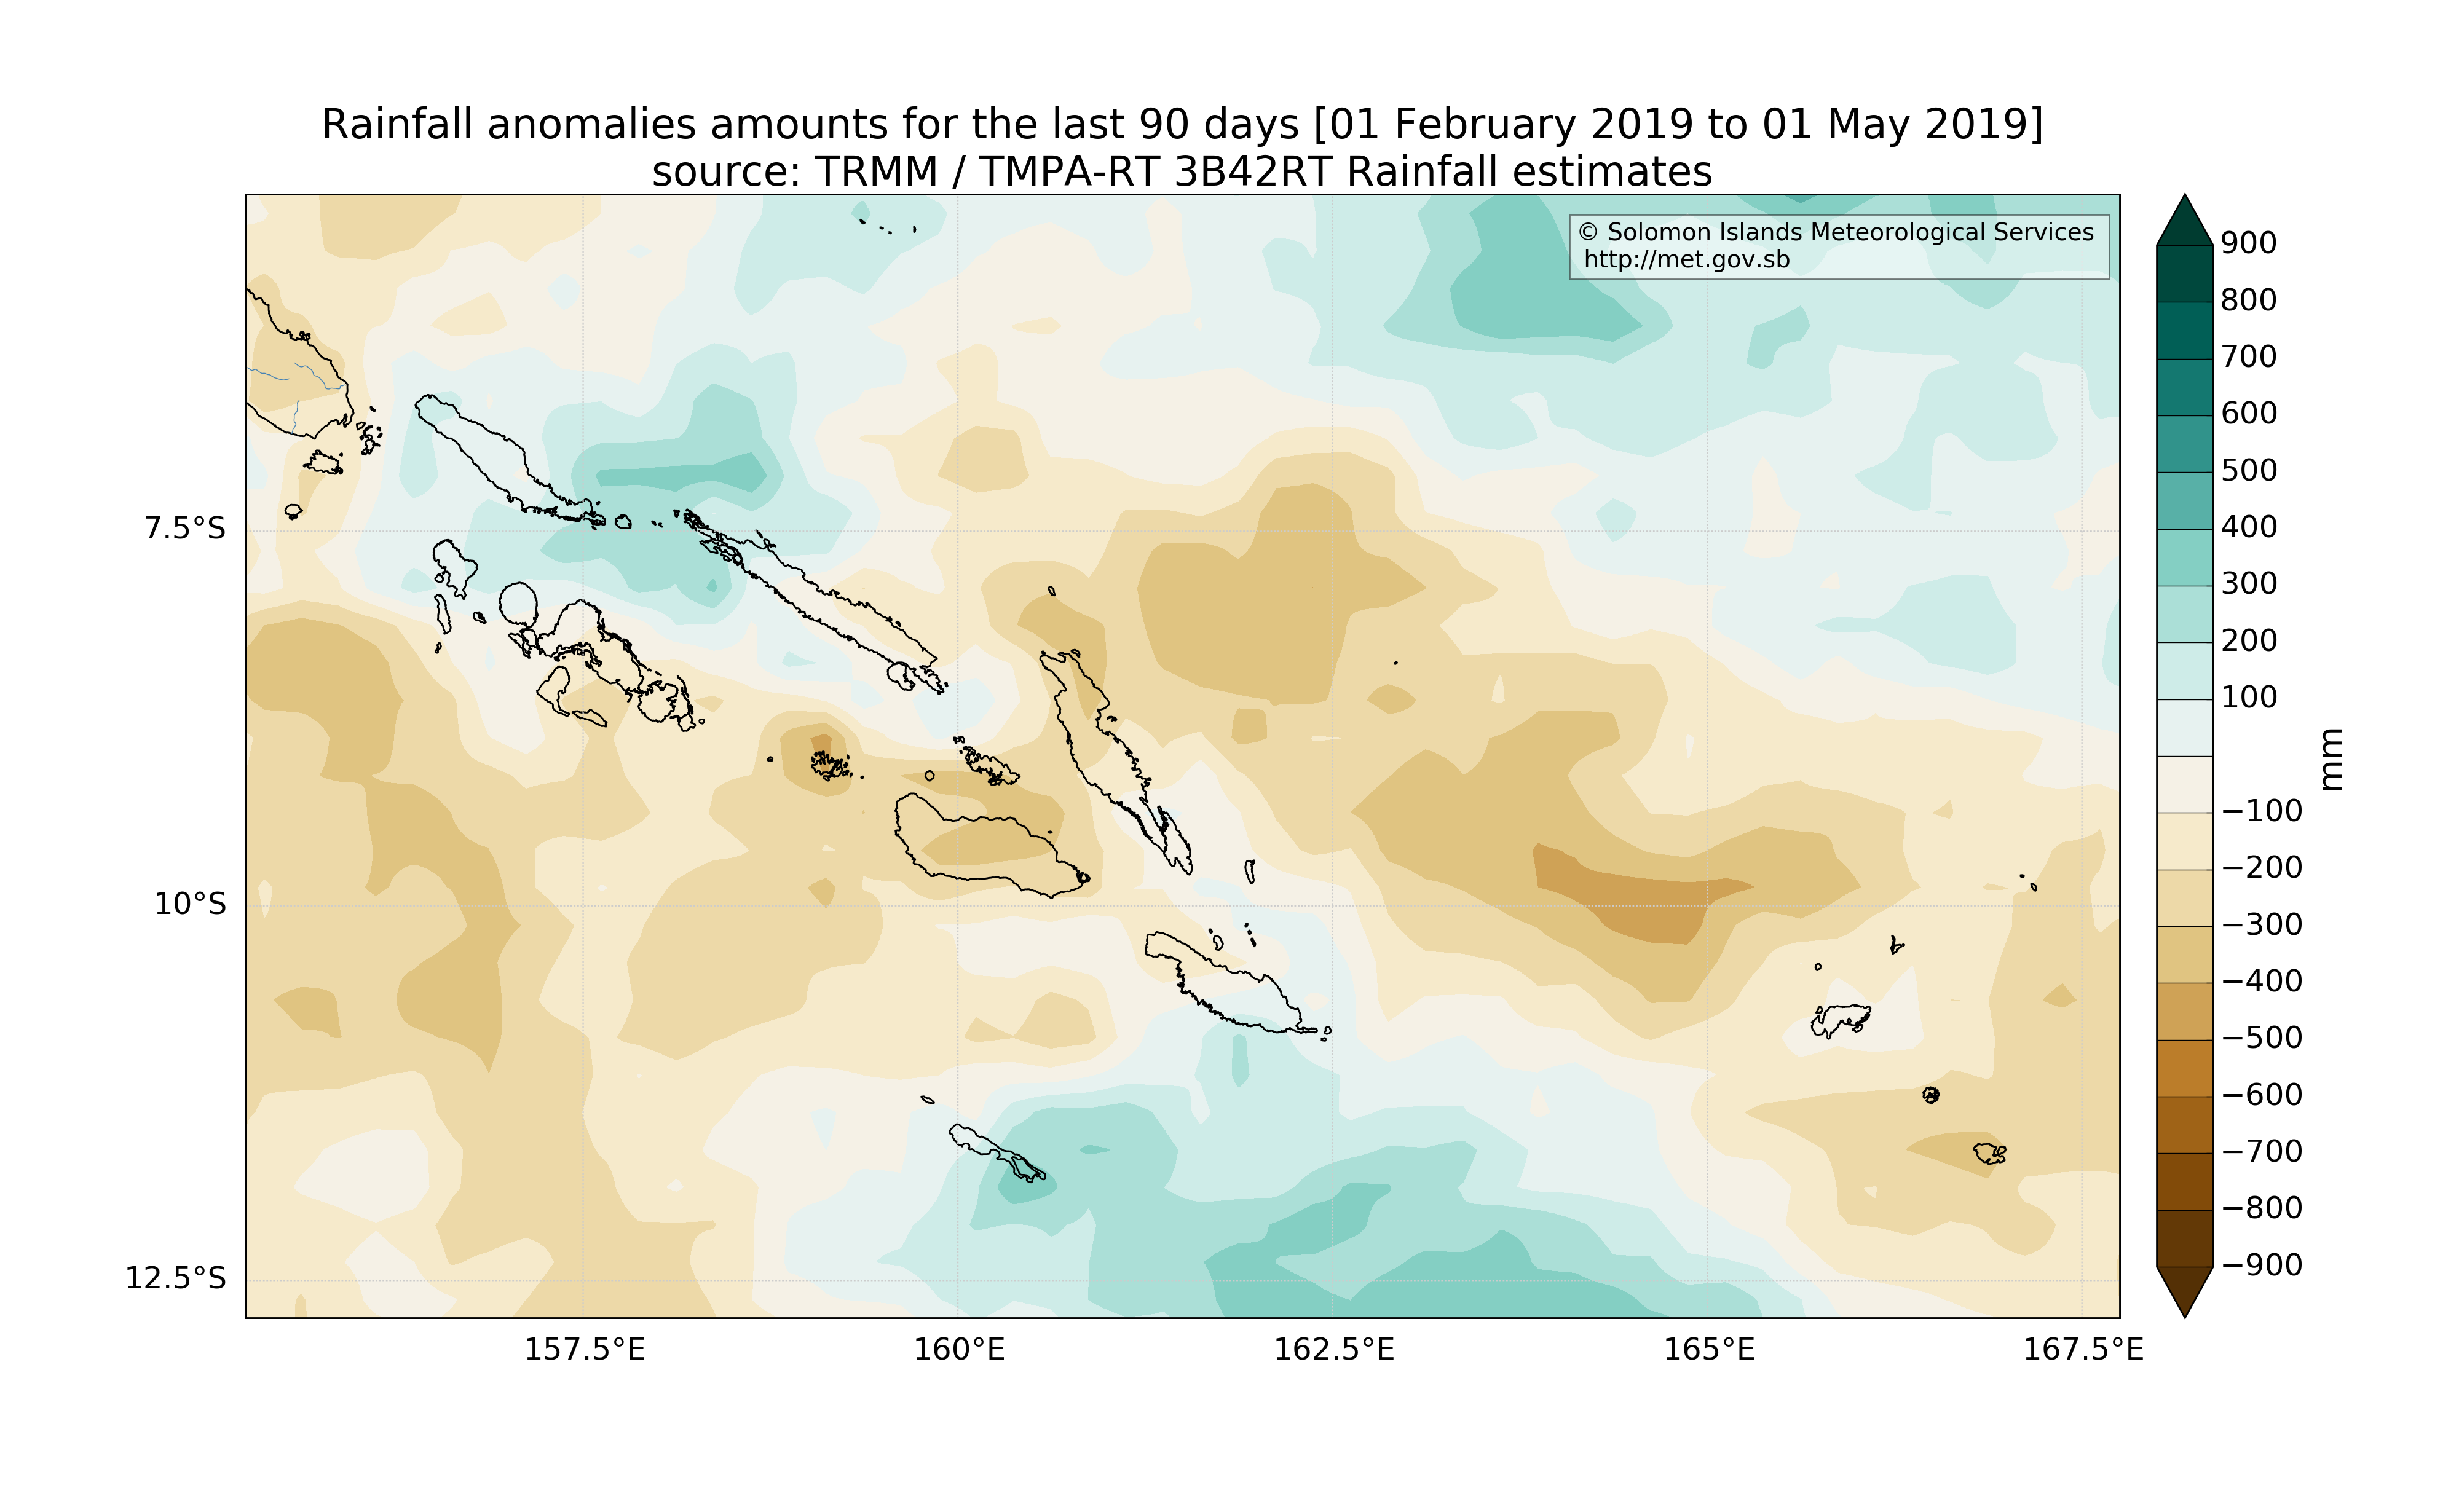 Rainfall anomalies amounts for the last 90 days [01 February 2019 to 01 May 2019]
source: TRMM / TMPA-RT 3B42RT Rainfall estimates
© Solomon Islands Meteorological Services
http://met.gov.sb
7.5°S
10°S
12.5°S
157.5°E
160°E
162.5°E
165°E
167.5°E
900
800
700
600
500
400
300
200
100
−100
−200
−300
−400
−500
−600
−700
−800
−900
mm